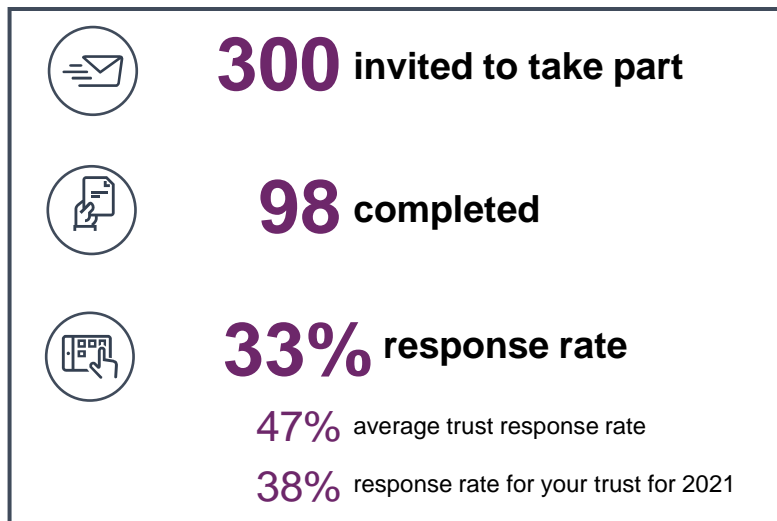 300 invited to take part
98 completed
33% response rate
47% average trust response rate
38% response rate for your trust for 2021